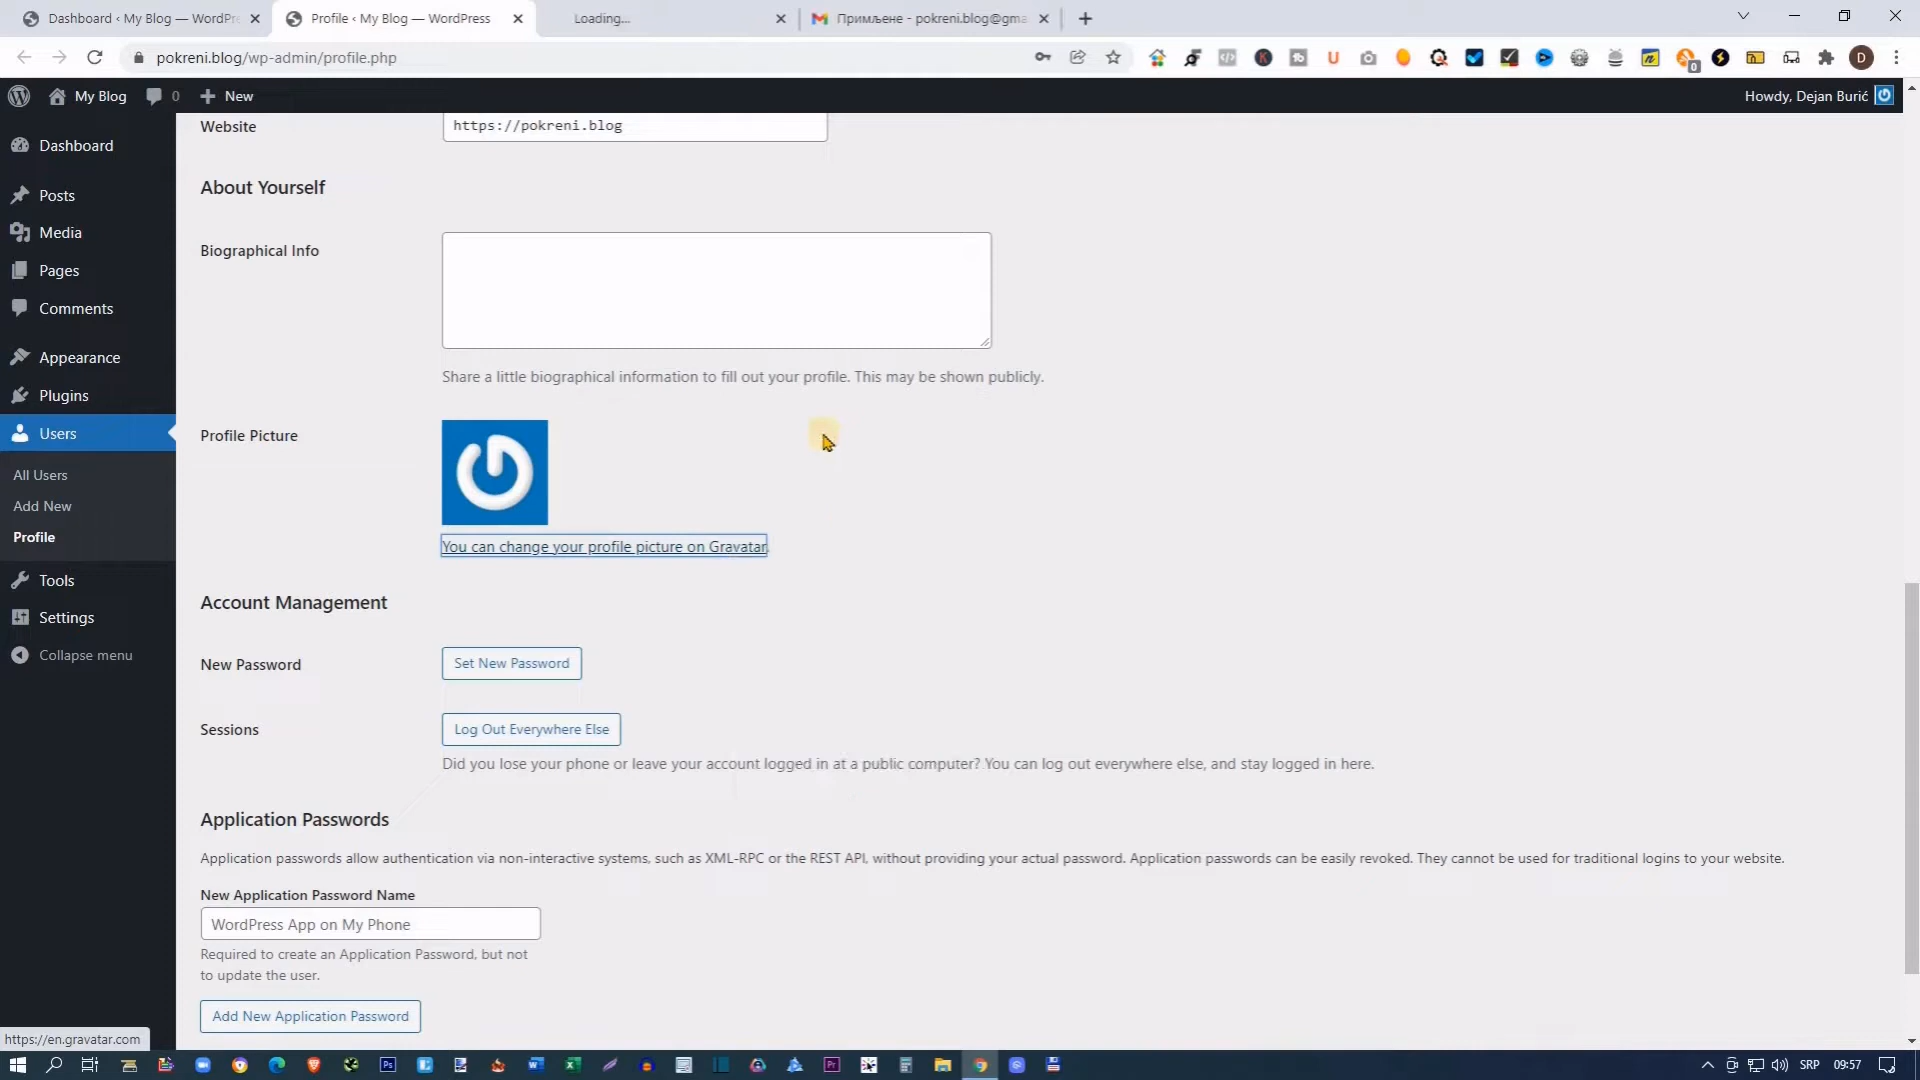 Dashboard ‹ My Blog — WordPre
Profile ‹ My Blog — WordPress
Loading...
Примљене - pokreni.blog@gma
pokreni.blog/wp-admin/profile.php
My Blog
0
New
Howdy, Dejan Burić
Dashboard
Posts
Media
Pages
Comments
Appearance
Plugins
Users
All Users
Add New
Profile
Tools
Settings
Collapse menu
Website
https://pokreni.blog
About Yourself
Biographical Info
Share a little biographical information to fill out your profile. This may be shown publicly.
Profile Picture
You can change your profile picture on Gravatar.
Account Management
New Password
Set New Password
Sessions
Log Out Everywhere Else
Did you lose your phone or leave your account logged in at a public computer? You can log out everywhere else, and stay logged in here.
Application Passwords
Application passwords allow authentication via non-interactive systems, such as XML-RPC or the REST API, without providing your actual password. Application passwords can be easily revoked. They cannot be used for traditional logins to your website.
New Application Password Name
WordPress App on My Phone
Required to create an Application Password, but not
to update the user.
Add New Application Password
https://en.gravatar.com
SRP
09:57